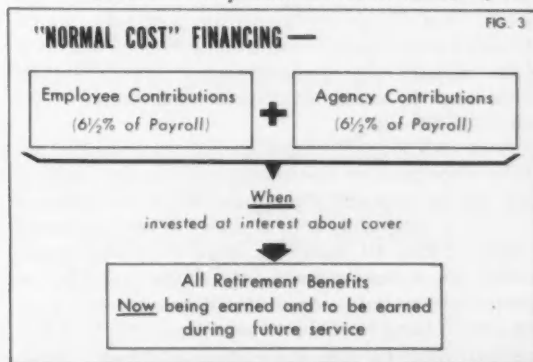 FIG. 3
"NORMAL COST" FINANCING —
Employee Contributions
(6½% of Payroll)
+
Agency Contributions
(6½% of Payroll)
When
invested at interest about cover
All Retirement Benefits
Now being earned and to be earned
during future service